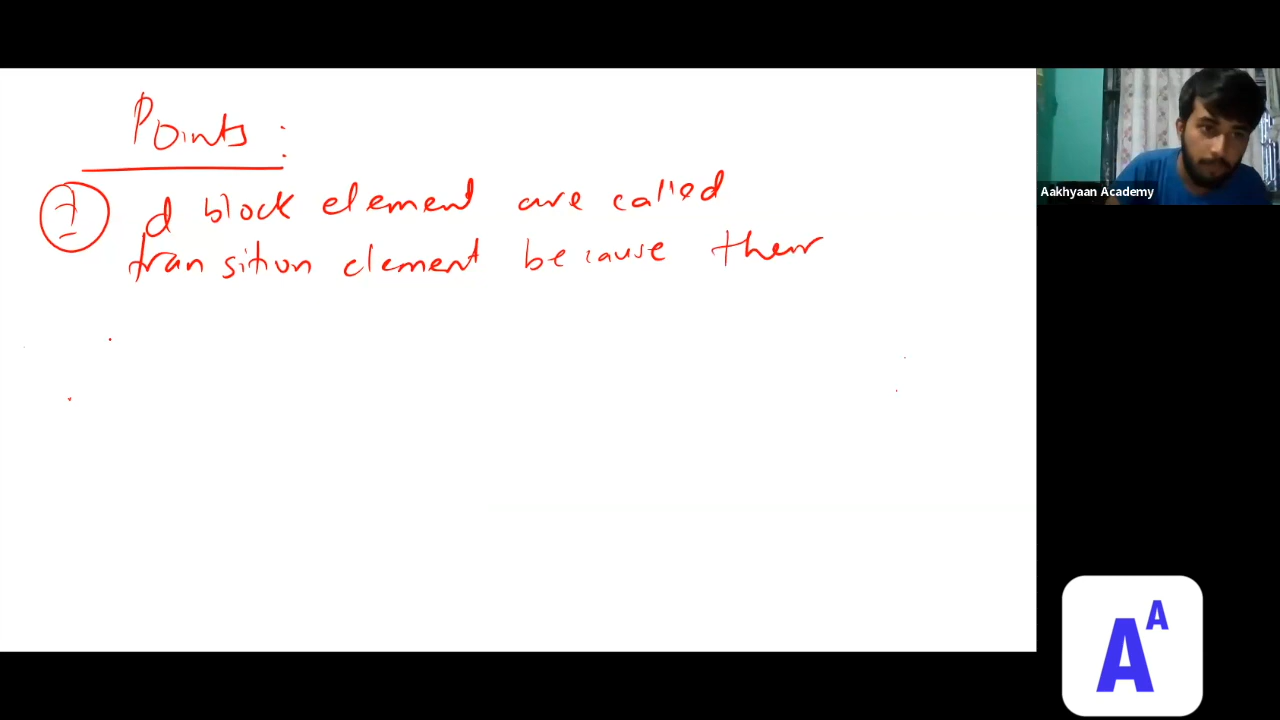 Points :
1 d block element are called
transition element because their
Aakhyaan Academy
A A